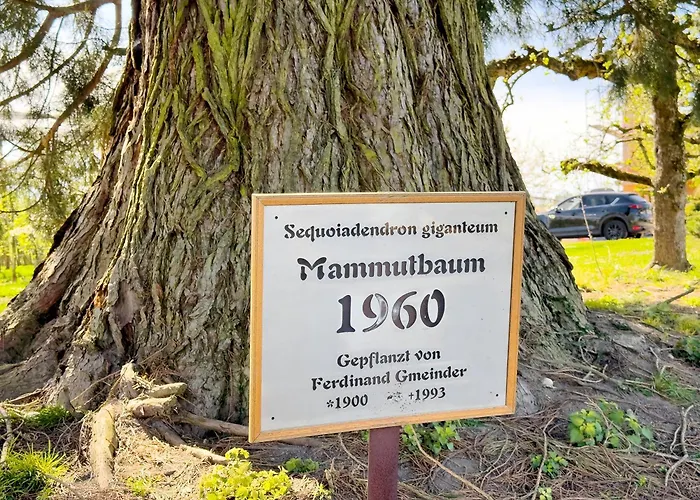 Sequoiadendron giganteum
Mammutbaum
1960
Gepflanzt von
Ferdinand Gmeinder
*1900 +1993